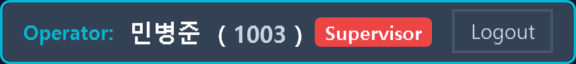 Operator: 민병준 ( 1003 ) Supervisor Logout